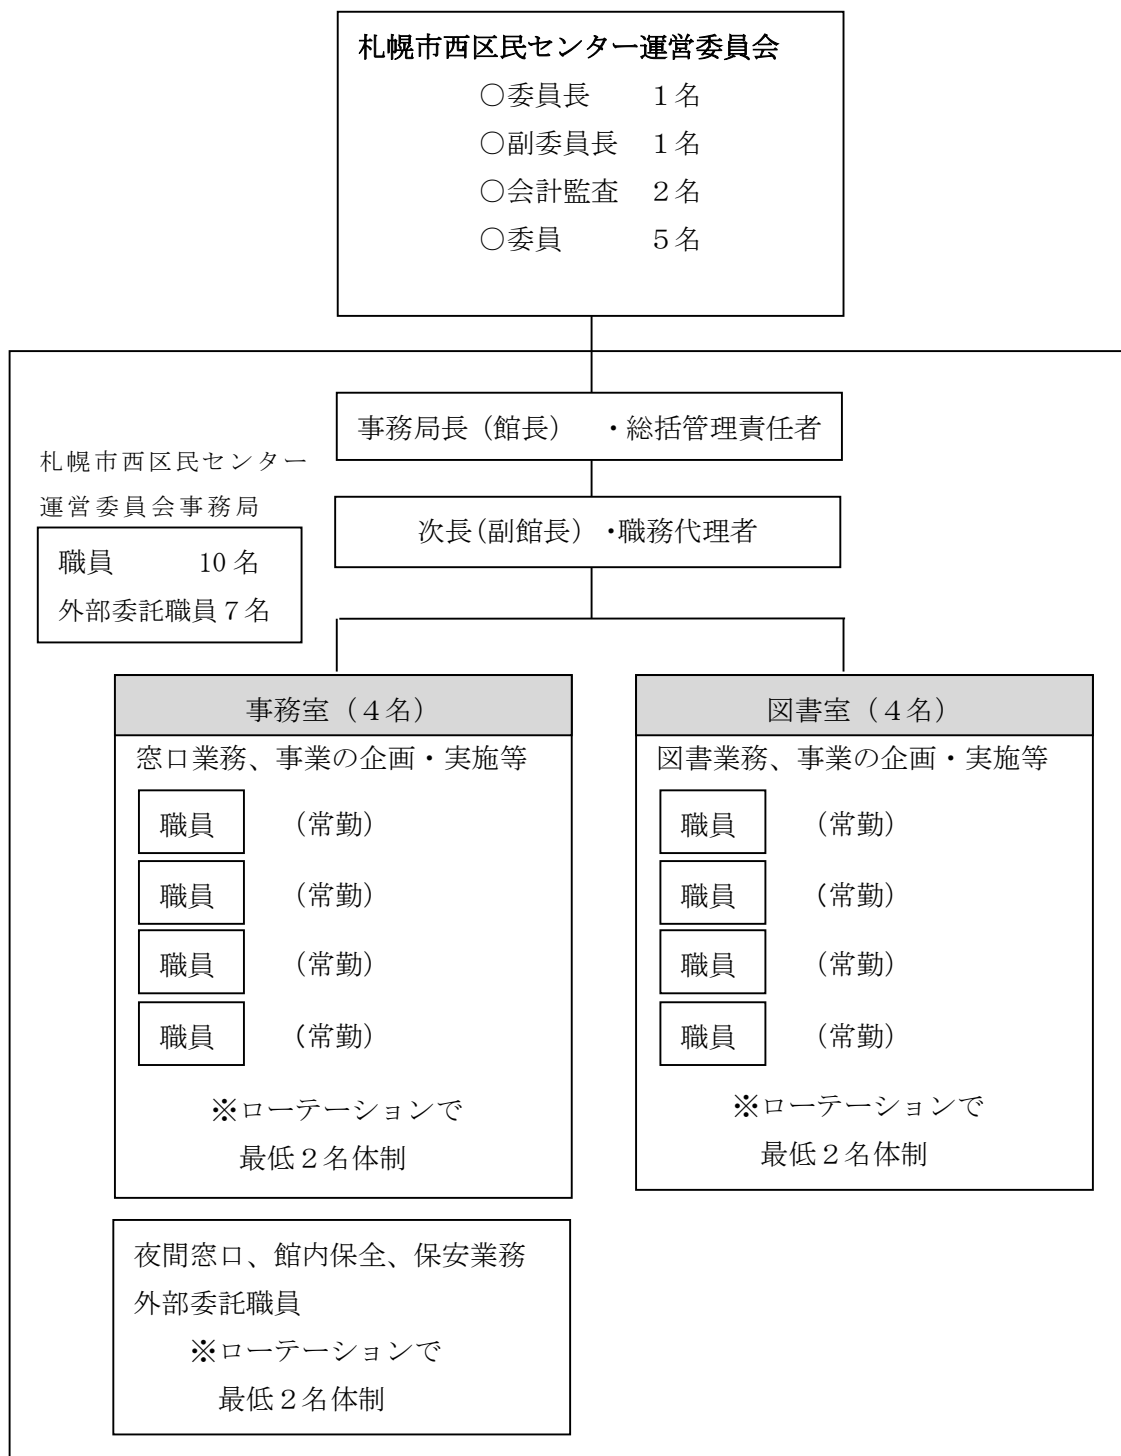 札幌市西区民センター運営委員会
○委員長　　１名
○副委員長　１名
○会計監査　２名
○委員　　　５名
事務局長（館長）　・総括管理責任者
札幌市西区民センター
運営委員会事務局
職員　　　10名
外部委託職員７名
次長(副館長）・職務代理者
事務室（４名）
窓口業務、事業の企画・実施等
職員　（常勤）
職員　（常勤）
職員　（常勤）
職員　（常勤）
※ローテーションで
最低２名体制
図書室（４名）
図書業務、事業の企画・実施等
職員　（常勤）
職員　（常勤）
職員　（常勤）
職員　（常勤）
※ローテーションで
最低２名体制
夜間窓口、館内保全、保安業務
外部委託職員
※ローテーションで
最低２名体制